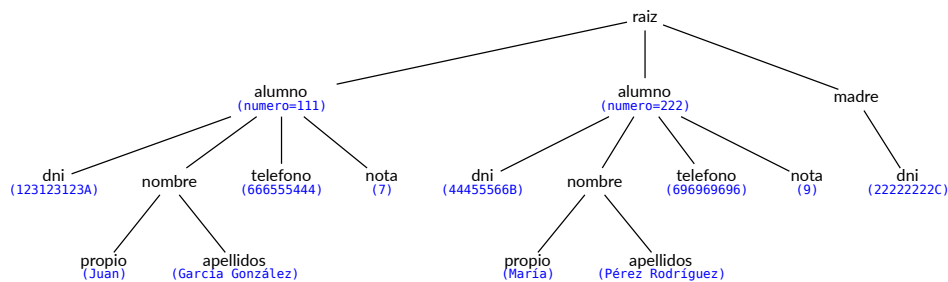 raiz
alumno
(numero=111)
alumno
(numero=222)
madre
dni
(123123123A)
nombre
telefono
(666555444)
nota
(7)
dni
(44455566B)
nombre
telefono
(696969696)
nota
(9)
dni
(22222222C)
propio
(Juan)
apellidos
(García González)
propio
(María)
apellidos
(Pérez Rodríguez)